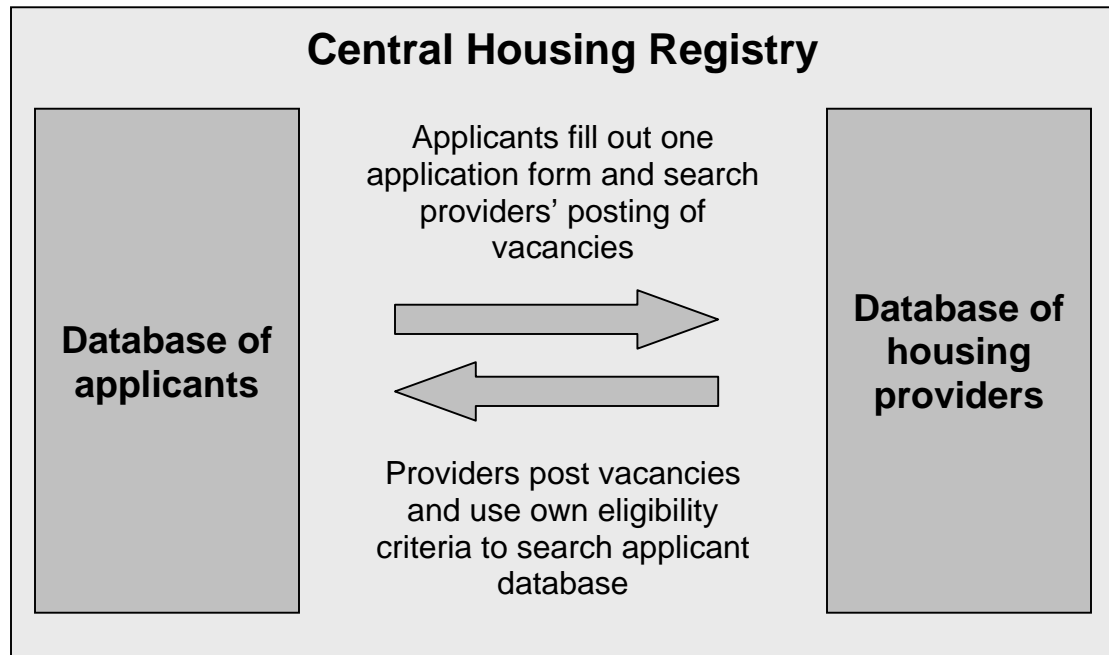 Central Housing Registry
Applicants fill out one
application form and search
providers’ posting of
vacancies
Database of
applicants
Database of
housing
providers
Providers post vacancies
and use own eligibility
criteria to search applicant
database